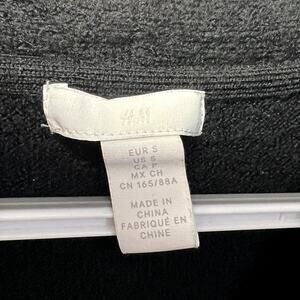 H&M
EUR S
US S
CA P
MX CH
CN 165/88A
MADE IN
CHINA
FABRIQUÉ EN
CHINE